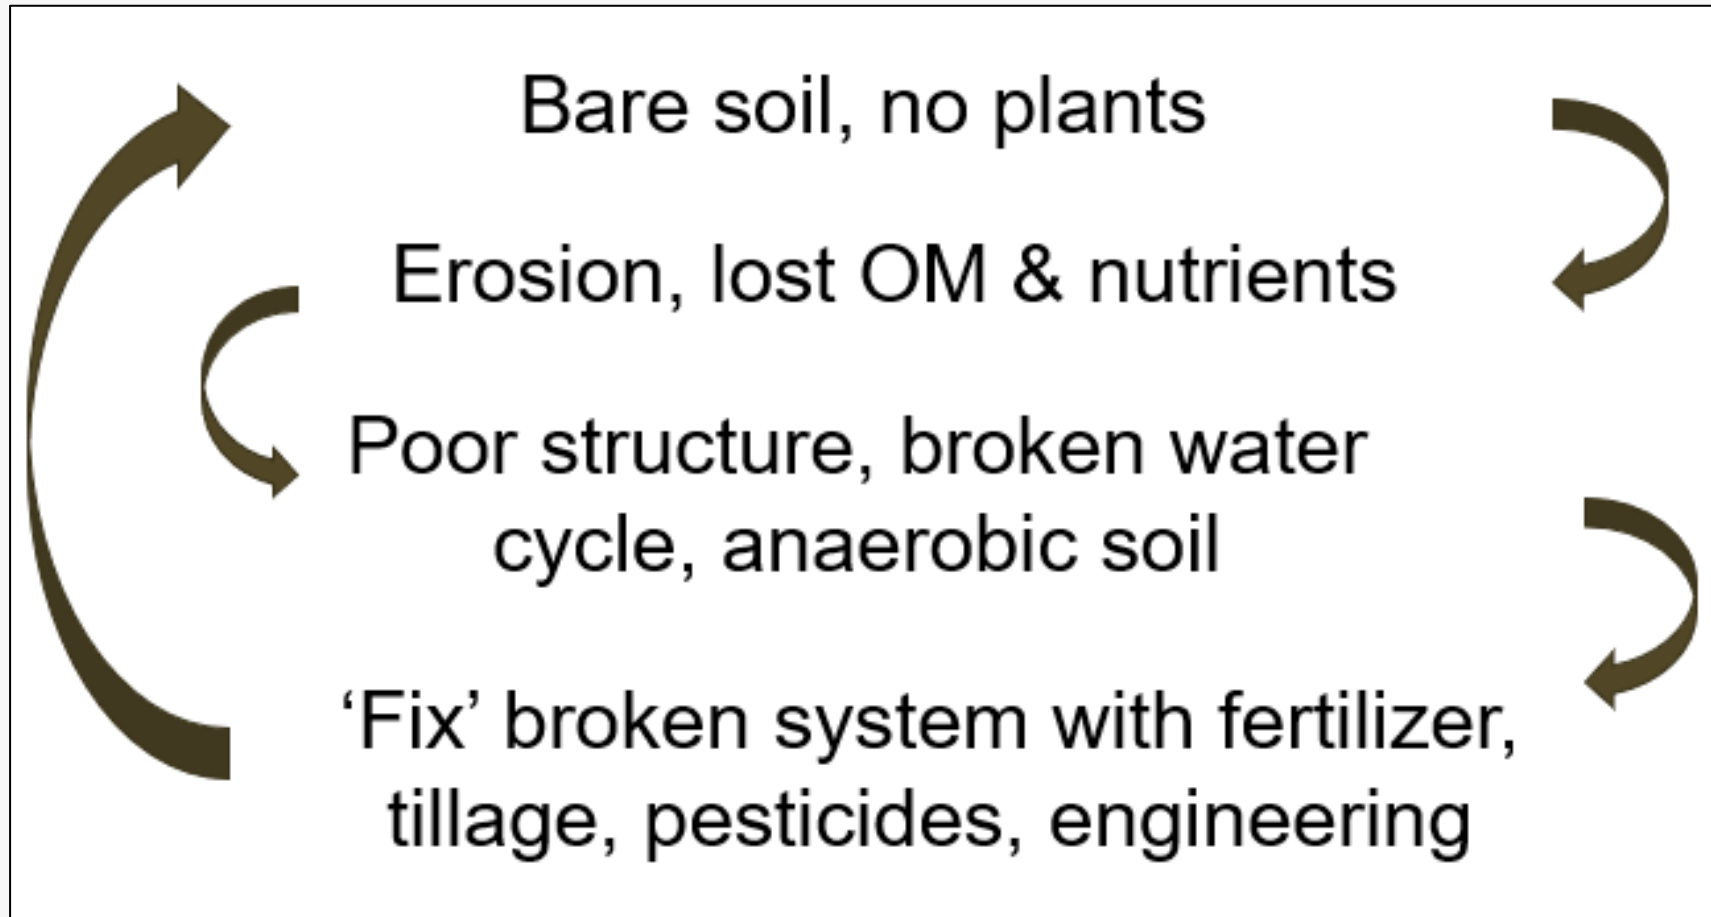 Bare soil, no plants
Erosion, lost OM & nutrients
Poor structure, broken water
cycle, anaerobic soil
‘Fix’ broken system with fertilizer,
tillage, pesticides, engineering